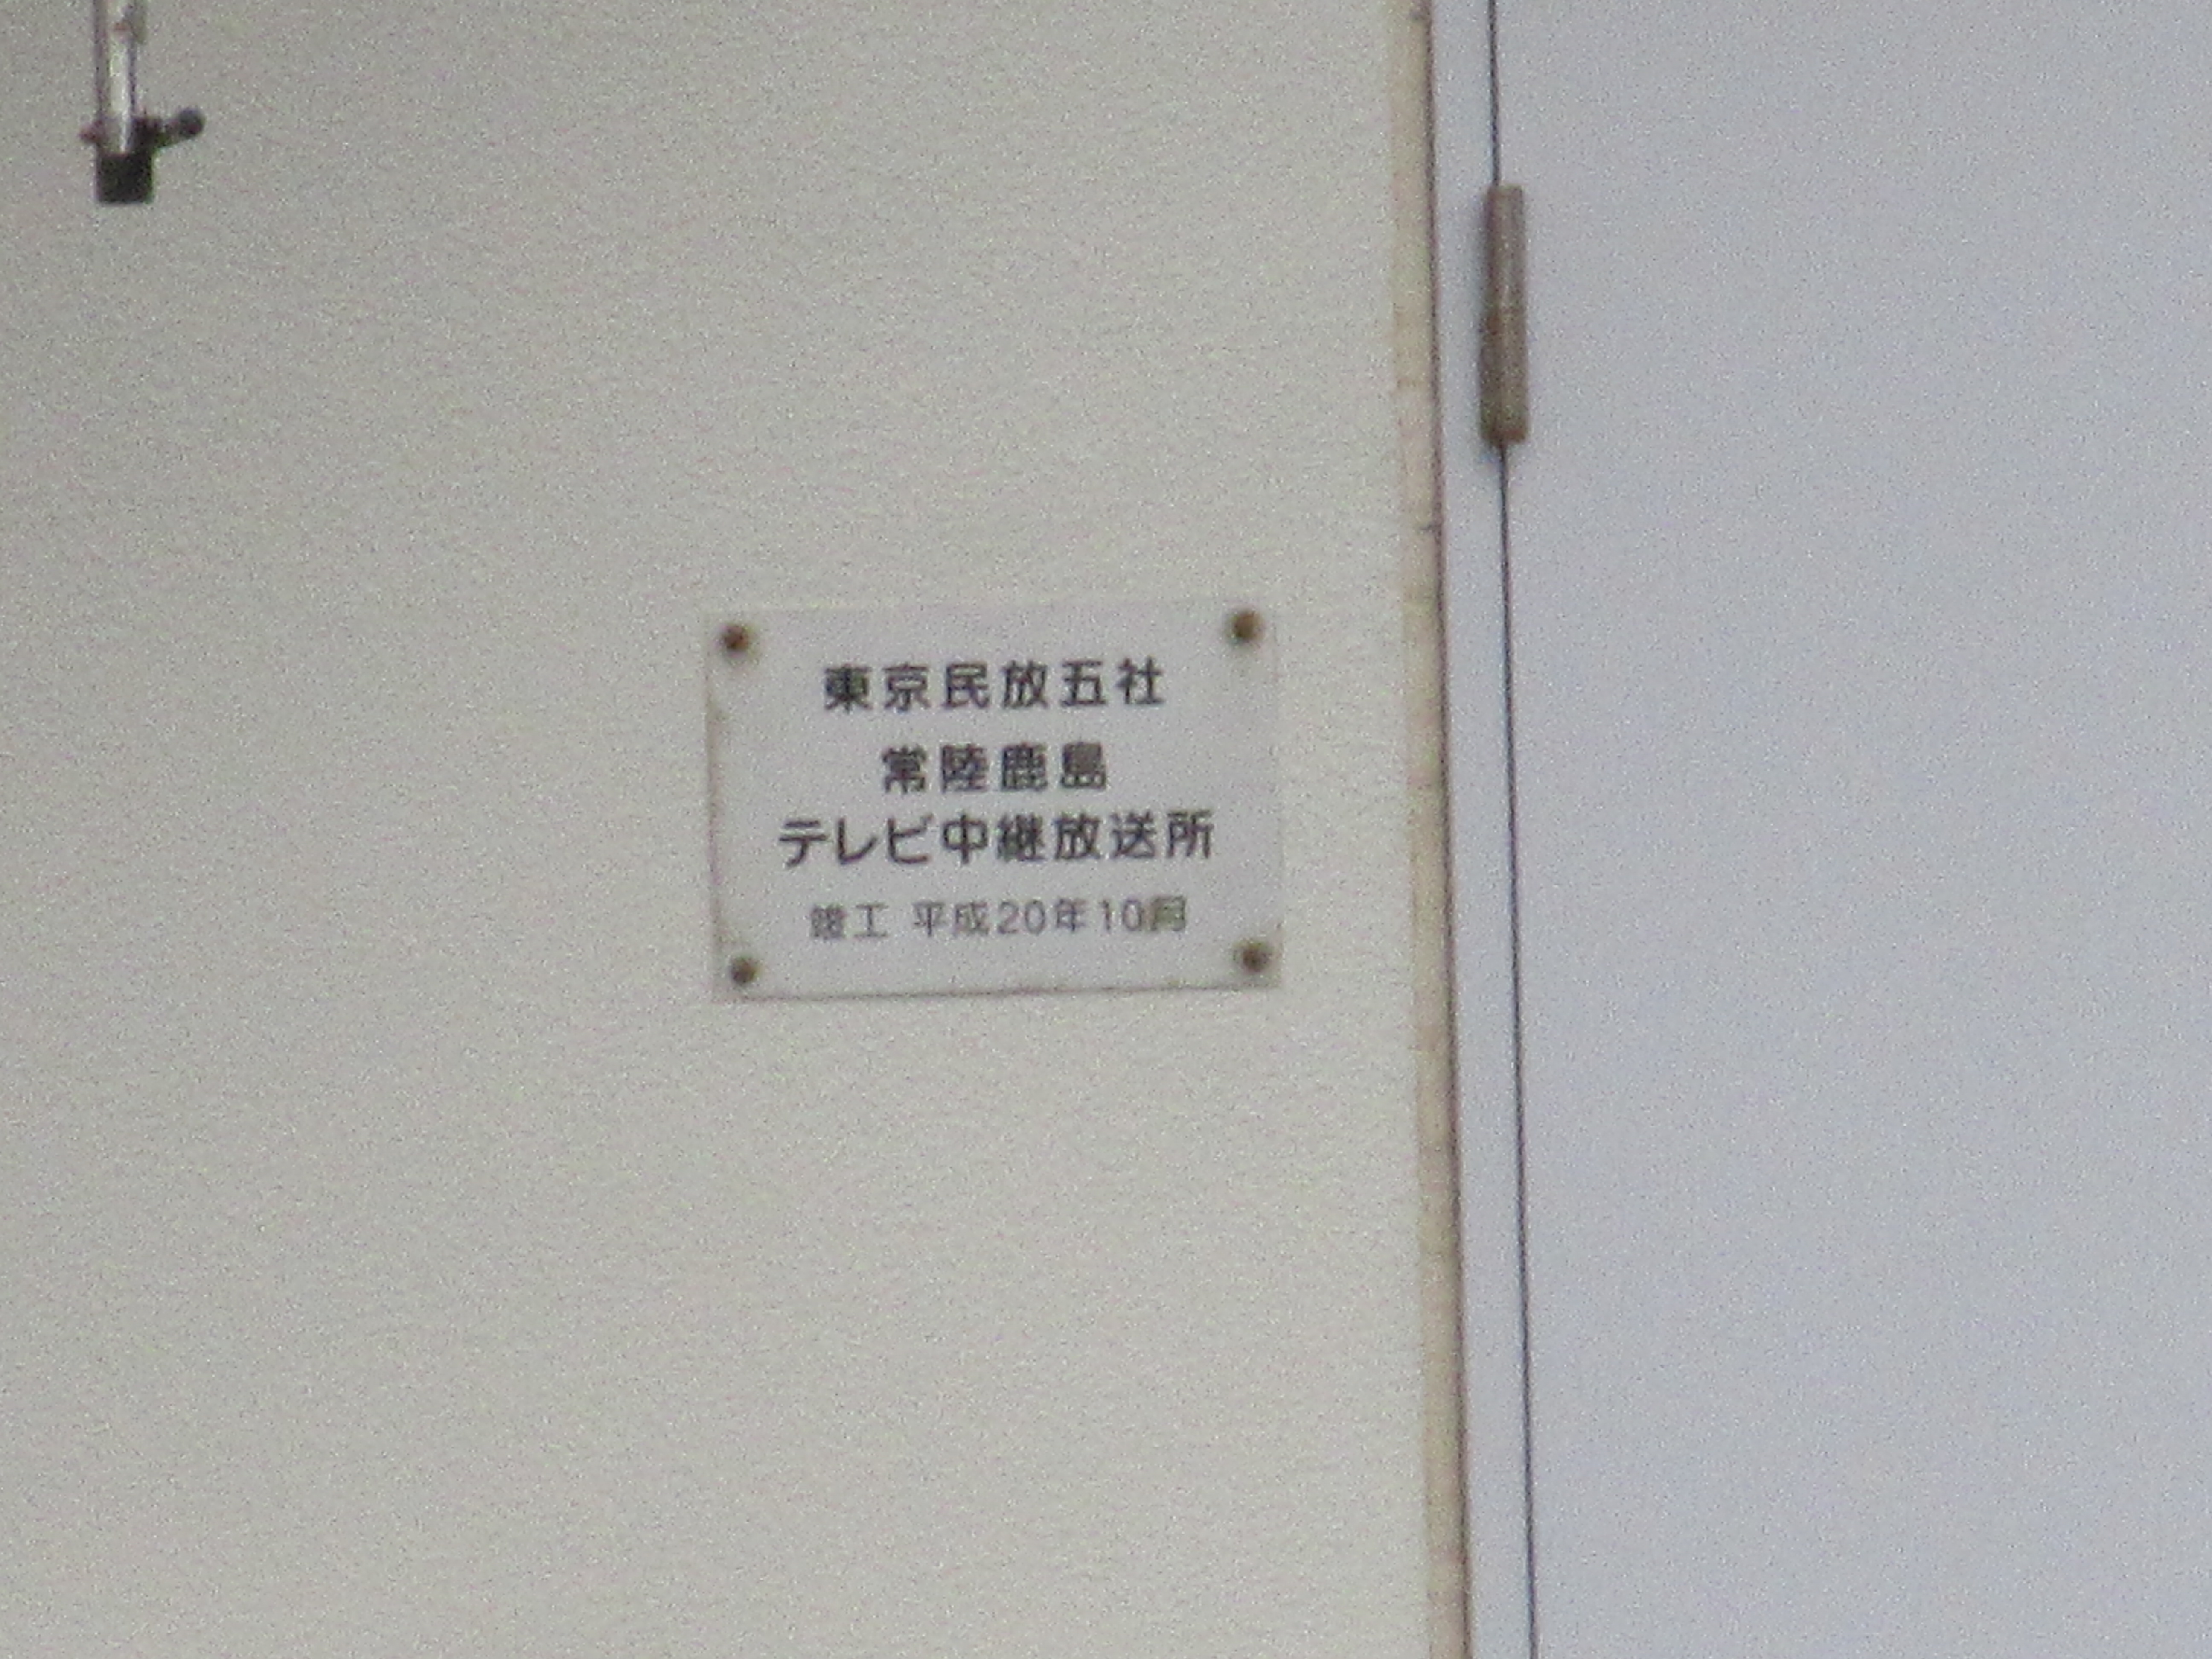 東京民放五社
常陸鹿島
テレビ中継放送所
竣工 平成20年10月